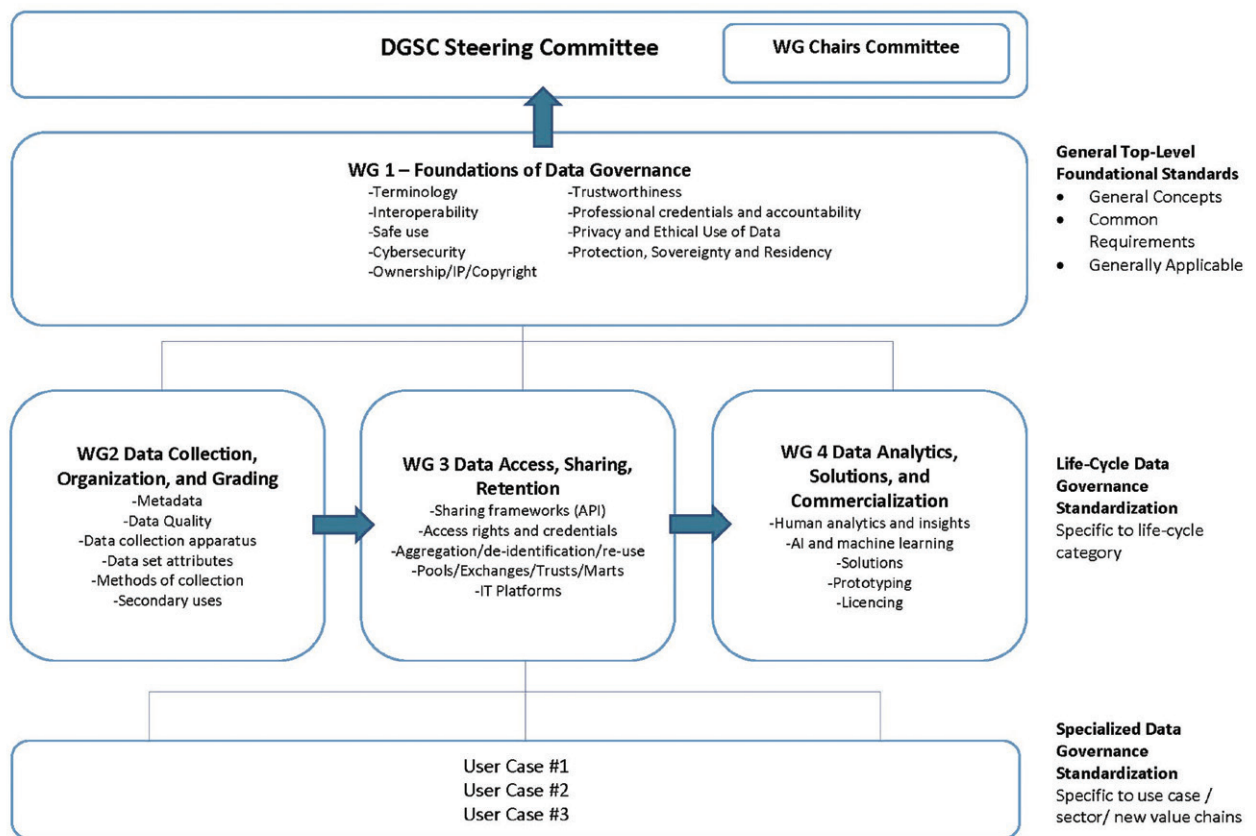 DGSC Steering Committee
WG Chairs Committee
WG 1 – Foundations of Data Governance
-Terminology
-Interoperability
-Safe use
-Cybersecurity
-Ownership/IP/Copyright
-Trustworthiness
-Professional credentials and accountability
-Privacy and Ethical Use of Data
-Protection, Sovereignty and Residency
General Top-Level
Foundational Standards
• General Concepts
• Common
Requirements
• Generally Applicable
WG2 Data Collection,
Organization, and Grading
-Metadata
-Data Quality
-Data collection apparatus
-Data set attributes
-Methods of collection
-Secondary uses
WG 3 Data Access, Sharing,
Retention
-Sharing frameworks (API)
-Access rights and credentials
-Aggregation/de-identification/re-use
-Pools/Exchanges/Trusts/Marts
-IT Platforms
WG 4 Data Analytics,
Solutions, and
Commercialization
-Human analytics and insights
-AI and machine learning
-Solutions
-Prototyping
-Licencing
Life-Cycle Data
Governance
Standardization
Specific to life-cycle
category
User Case #1
User Case #2
User Case #3
Specialized Data
Governance
Standardization
Specific to use case /
sector/ new value chains